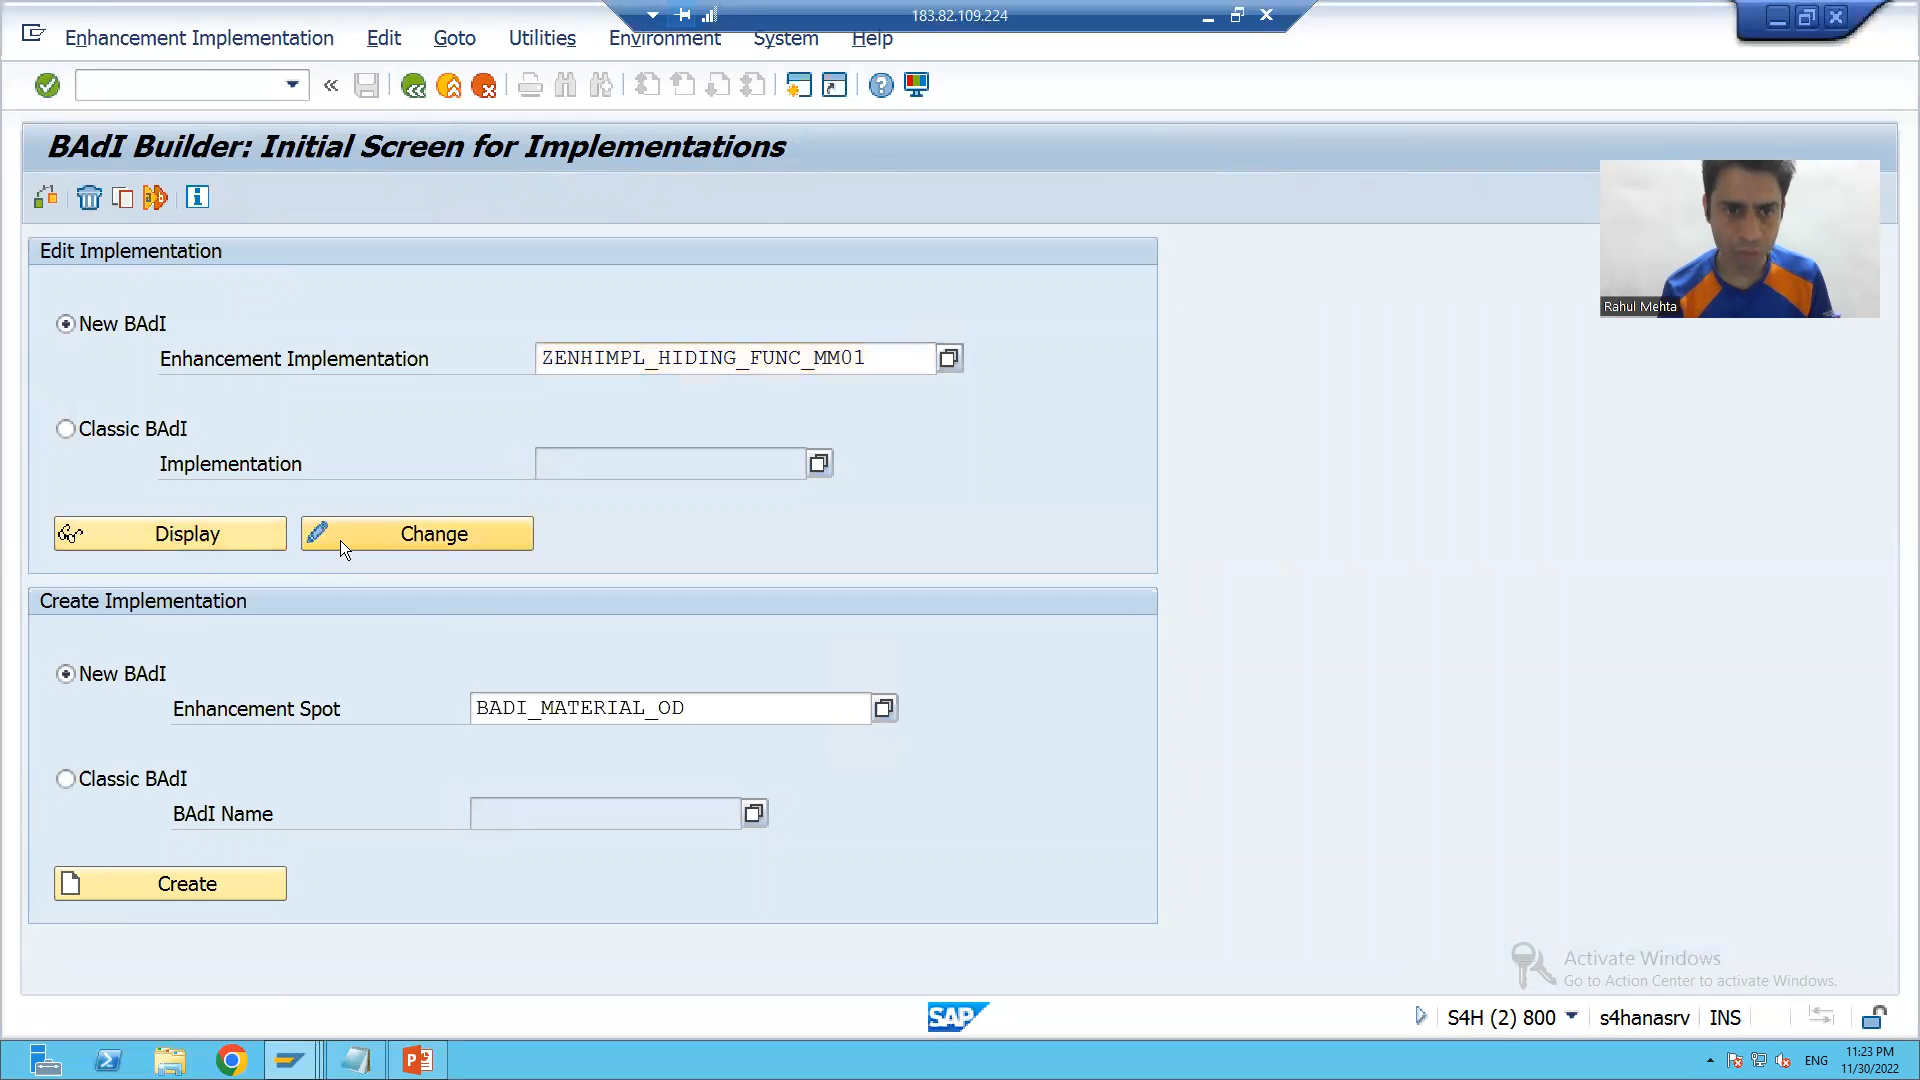 183.82.109.224
Enhancement Implementation Edit Goto Utilities Environment System Help
BAdI Builder: Initial Screen for Implementations
Edit Implementation
New BAdI
Enhancement Implementation ZENHIMPL_HIDING_FUNC_MM01
Classic BAdI
Implementation
Display Change
Create Implementation
New BAdI
Enhancement Spot BADI_MATERIAL_OD
Classic BAdI
BAdI Name
Create
Rahul Mehta
Activate Windows
Go to Action Center to activate Windows.
SAP
S4H (2) 800 s4hanasrv INS
ENG
11:23 PM
11/30/2022